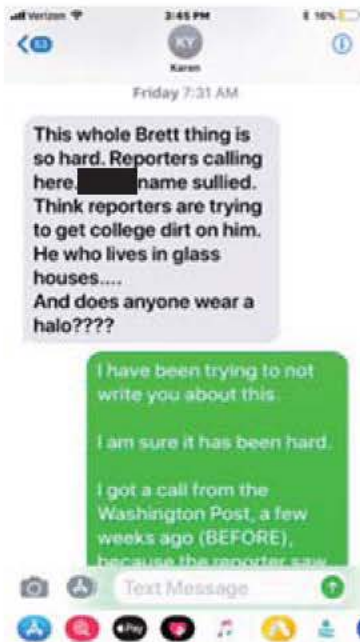 Verizon 3:45 PM 16%
63
KY
Karen
Friday 7:31 AM
This whole Brett thing is
so hard. Reporters calling
here. name sullied.
Think reporters are trying
to get college dirt on him.
He who lives in glass
houses....
And does anyone wear a
halo????
I have been trying to not
write you about this.
I am sure it has been hard.
I got a call from the
Washington Post, a few
weeks ago (BEFORE),
because the reporter saw
Text Message
Pay